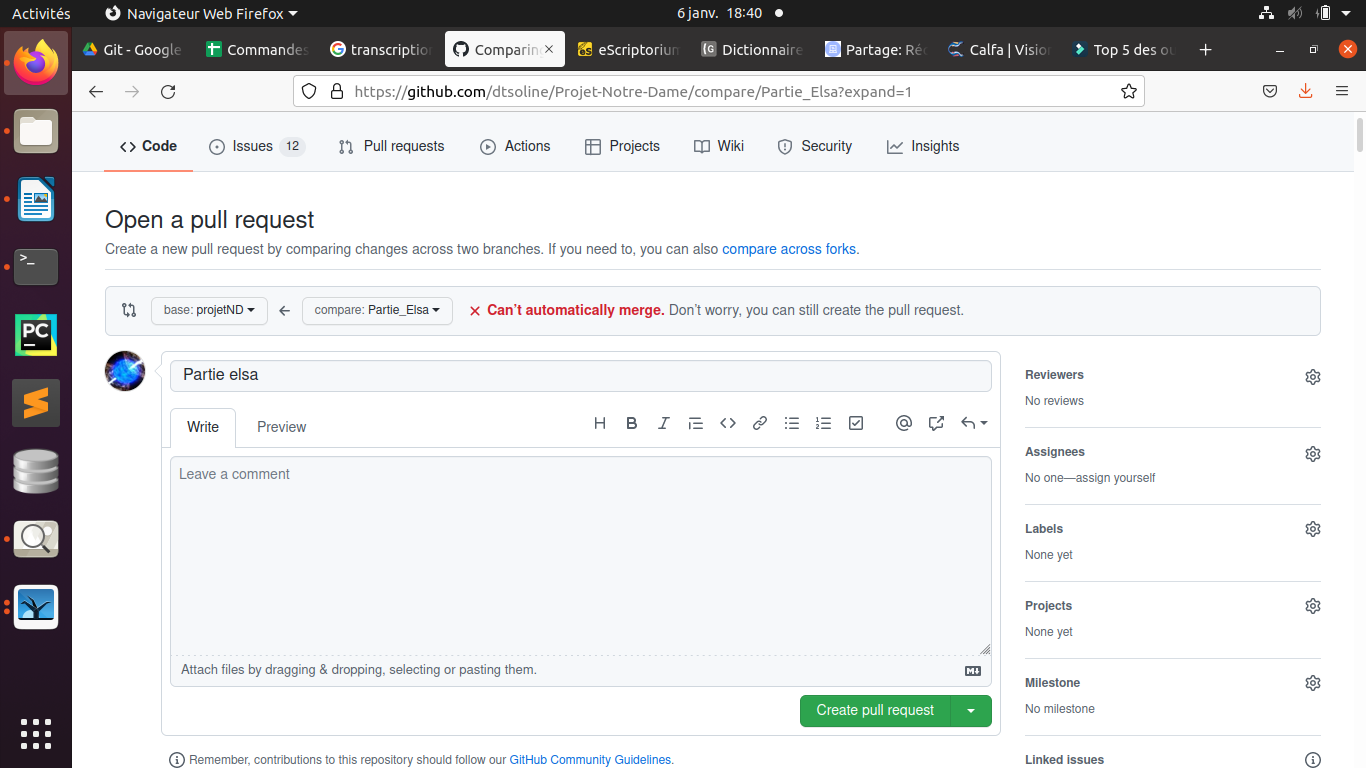 Activités
Navigateur Web Firefox
6 janv. 18:40
Git - Google
Commandes
transcription
Comparing
eScriptorium
Dictionnaire
Partage: Réc
Calfa | Vision
Top 5 des ou
https://github.com/dtsoline/Projet-Notre-Dame/compare/Partie_Elsa?expand=1
Code
Issues 12
Pull requests
Actions
Projects
Wiki
Security
Insights
Open a pull request
Create a new pull request by comparing changes across two branches. If you need to, you can also compare across forks.
base: projetND
compare: Partie_Elsa
Can't automatically merge. Don't worry, you can still create the pull request.
Partie elsa
Write
Preview
H B I
Leave a comment
Attach files by dragging & dropping, selecting or pasting them.
Create pull request
Remember, contributions to this repository should follow our GitHub Community Guidelines.
Reviewers
No reviews
Assignees
No one—assign yourself
Labels
None yet
Projects
None yet
Milestone
No milestone
Linked issues
>_
PC